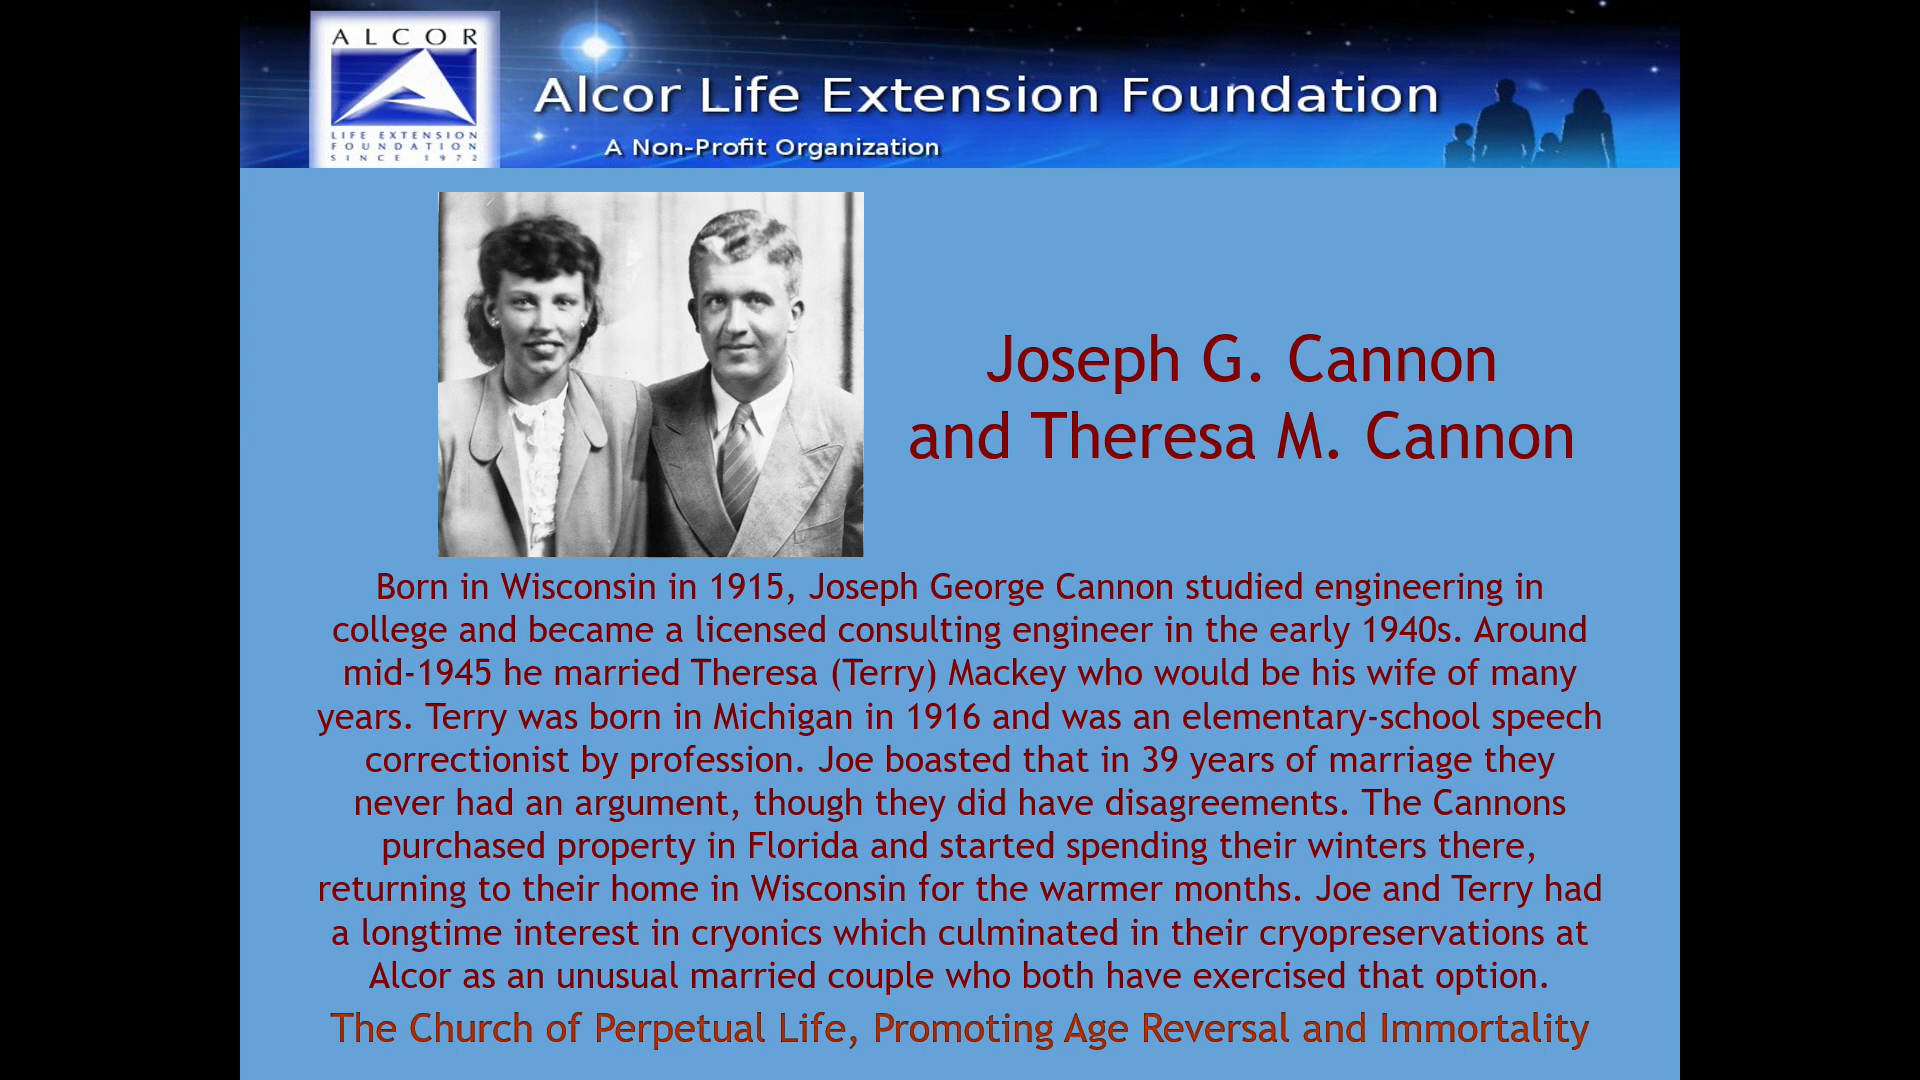 ALCOR
LIFE EXTENSION
FOUNDATION
SINCE 1972
Alcor Life Extension Foundation
A Non-Profit Organization
Joseph G. Cannon
and Theresa M. Cannon
Born in Wisconsin in 1915, Joseph George Cannon studied engineering in
college and became a licensed consulting engineer in the early 1940s. Around
mid-1945 he married Theresa (Terry) Mackey who would be his wife of many
years. Terry was born in Michigan in 1916 and was an elementary-school speech
correctionist by profession. Joe boasted that in 39 years of marriage they
never had an argument, though they did have disagreements. The Cannons
purchased property in Florida and started spending their winters there,
returning to their home in Wisconsin for the warmer months. Joe and Terry had
a longtime interest in cryonics which culminated in their cryopreservations at
Alcor as an unusual married couple who both have exercised that option.
The Church of Perpetual Life, Promoting Age Reversal and Immortality